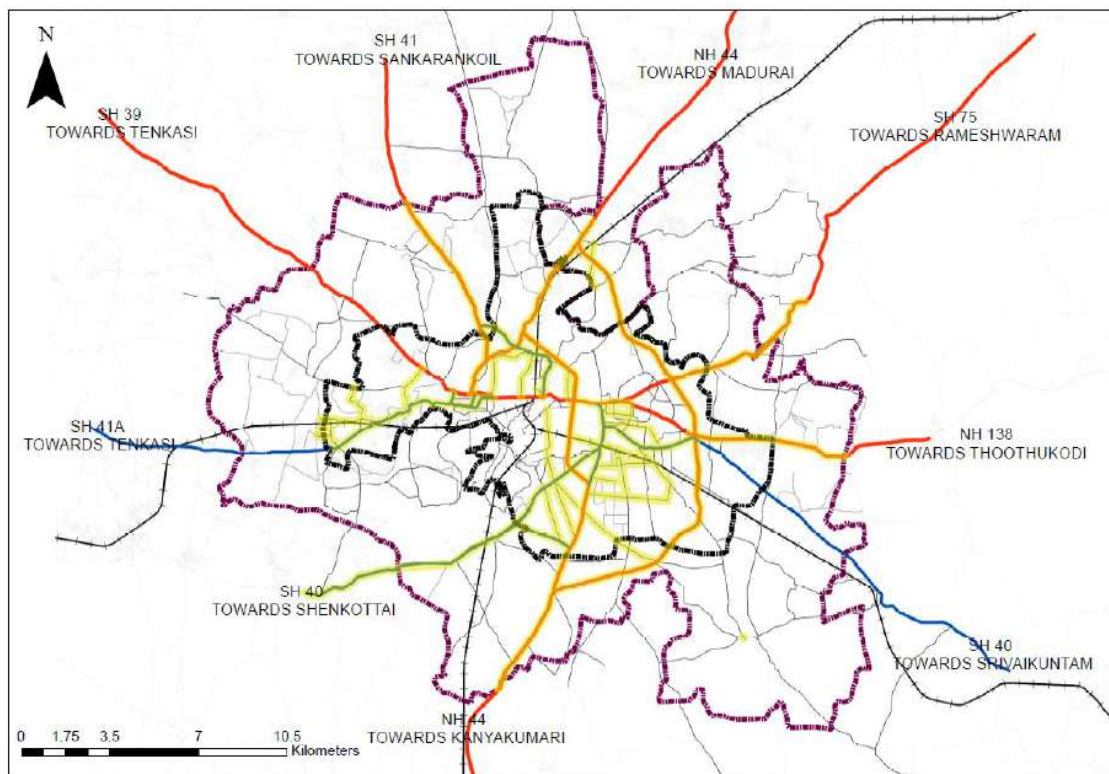 N
SH 41
TOWARDS SANKARANKOIL
NH 44
TOWARDS MADURAI
SH 39
TOWARDS TENKASI
SH 75
TOWARDS RAMESHWARAM
SH 41A
TOWARDS TENKASI
NH 138
TOWARDS THOOTHUKODI
SH 40
TOWARDS SHENKOTTAI
SH 40
TOWARDS SRIVAIKUNTAM
NH 44
TOWARDS KANYAKUMARI
0 1.75 3.5 7 10.5
Kilometers